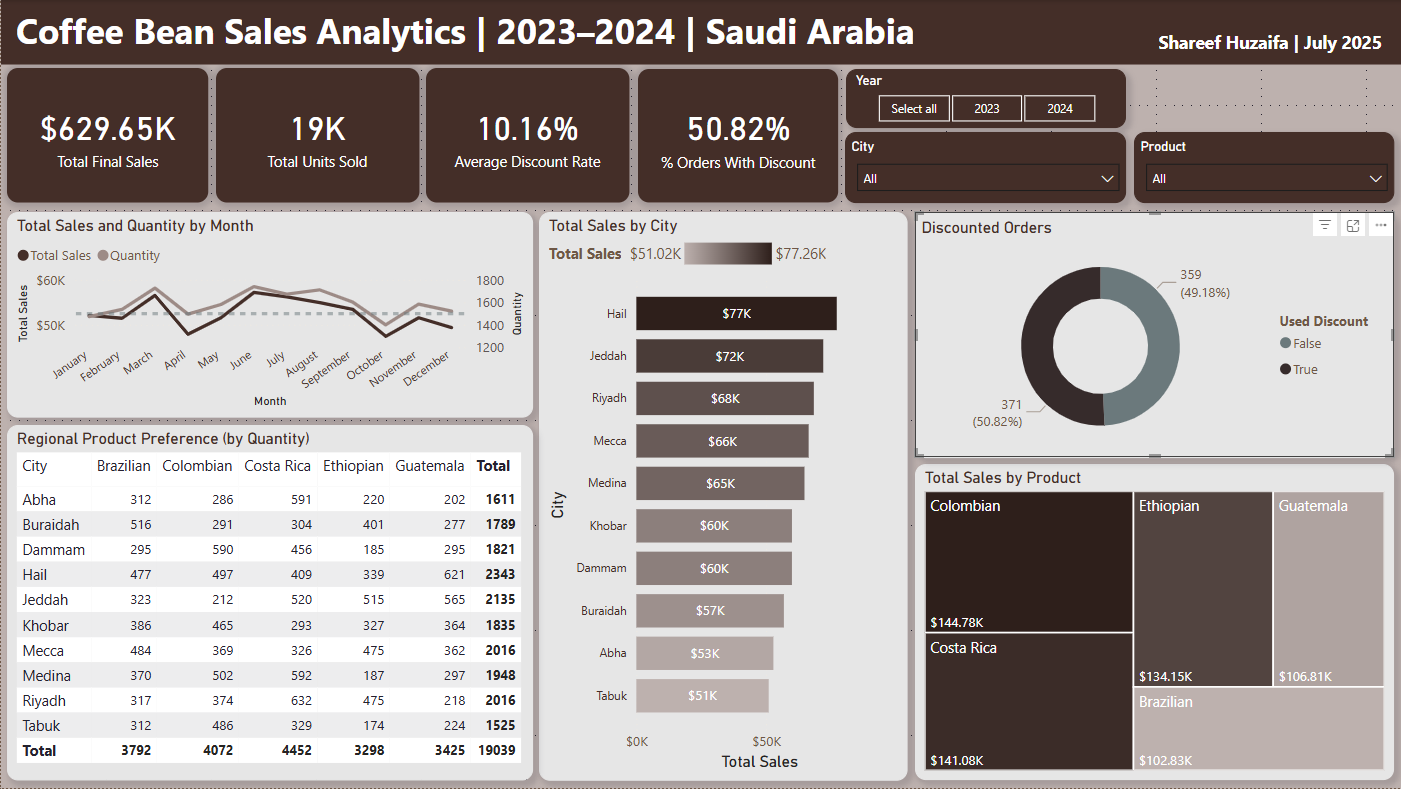 Coffee Bean Sales Analytics | 2023–2024 | Saudi Arabia
Shareef Huzaifa | July 2025
$629.65K
Total Final Sales
19K
Total Units Sold
10.16%
Average Discount Rate
50.82%
% Orders With Discount
Year
Select all
2023
2024
City
All
Product
All
Total Sales and Quantity by Month
Total Sales Quantity
Total Sales
$60K
$50K
Quantity
1800
1600
1400
1200
January
February
March
April
May
June
July
August
September
October
November
December
Month
Regional Product Preference (by Quantity)
City Brazilian Colombian Costa Rica Ethiopian Guatemala Total
Abha 312 286 591 220 202 1611
Buraidah 516 291 304 401 277 1789
Dammam 295 590 456 185 295 1821
Hail 477 497 409 339 621 2343
Jeddah 323 212 520 515 565 2135
Khobar 386 465 293 327 364 1835
Mecca 484 369 326 475 362 2016
Medina 370 502 592 187 297 1948
Riyadh 317 374 632 475 218 2016
Tabuk 312 486 329 174 224 1525
Total 3792 4072 4452 3298 3425 19039
Total Sales by City
Total Sales $51.02K $77.26K
City
Hail $77K
Jeddah $72K
Riyadh $68K
Mecca $66K
Medina $65K
Khobar $60K
Dammam $60K
Buraidah $57K
Abha $53K
Tabuk $51K
$0K $50K
Total Sales
Discounted Orders
359
(49.18%)
371
(50.82%)
Used Discount
False
True
Total Sales by Product
Colombian
$144.78K
Costa Rica
$141.08K
Ethiopian
$134.15K
Guatemala
$106.81K
Brazilian
$102.83K